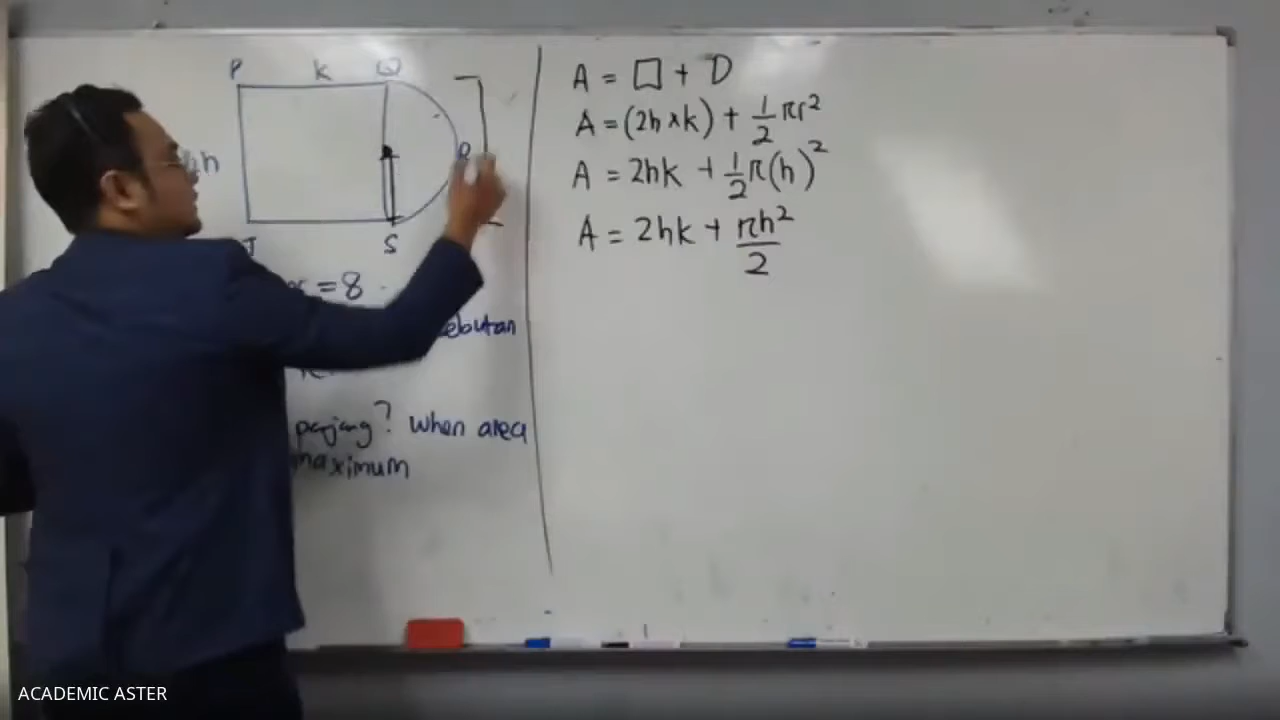 P K Q
h
S
= 8
ebutan
panjang? when area
maximum
A = □ + D
A = (2h × k) + 1/2 πr²
A = 2hk + 1/2 π(h)²
A = 2hk + πh²/2
ACADEMIC ASTER